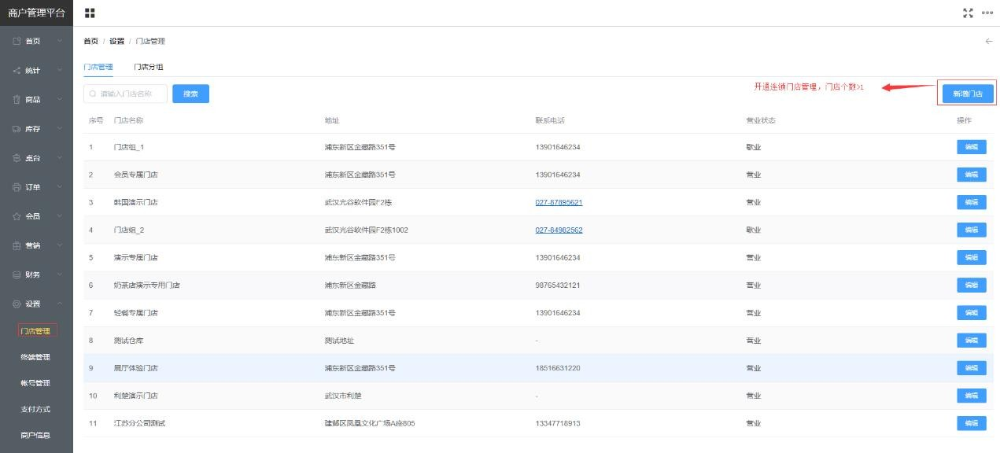 商户管理平台
首页
统计
商品
库存
桌台
订单
会员
营销
财务
设置
门店管理
终端管理
帐号管理
支付方式
商户信息
首页 / 设置 / 门店管理
门店管理 门店分组
请输入门店名称 搜索 开通连锁门店管理，门店个数>1 新增门店
序号 门店名称 地址 联系电话 营业状态 操作
1 门店组_1 浦东新区金藏路351号 13901646234 歇业 编辑
2 会员专属门店 浦东新区金藏路351号 13901646234 营业 编辑
3 韩国演示门店 武汉光谷软件园F2栋 027-87895621 营业 编辑
4 门店组_2 武汉光谷软件园F2栋1002 027-84982562 歇业 编辑
5 演示专属门店 浦东新区金藏路351号 13901646234 营业 编辑
6 奶茶店演示专用门店 浦东新区金藏路 98765432121 营业 编辑
7 轻餐专属门店 浦东新区金藏路351号 13901646234 营业 编辑
8 测试仓库 测试地址 - 营业 编辑
9 展厅体验门店 浦东新区金藏路351号 18516631220 营业 编辑
10 利楚演示门店 武汉市利楚 - 营业 编辑
11 江苏分公司测试 建邺区凤凰文化广场A座805 13347718913 营业 编辑